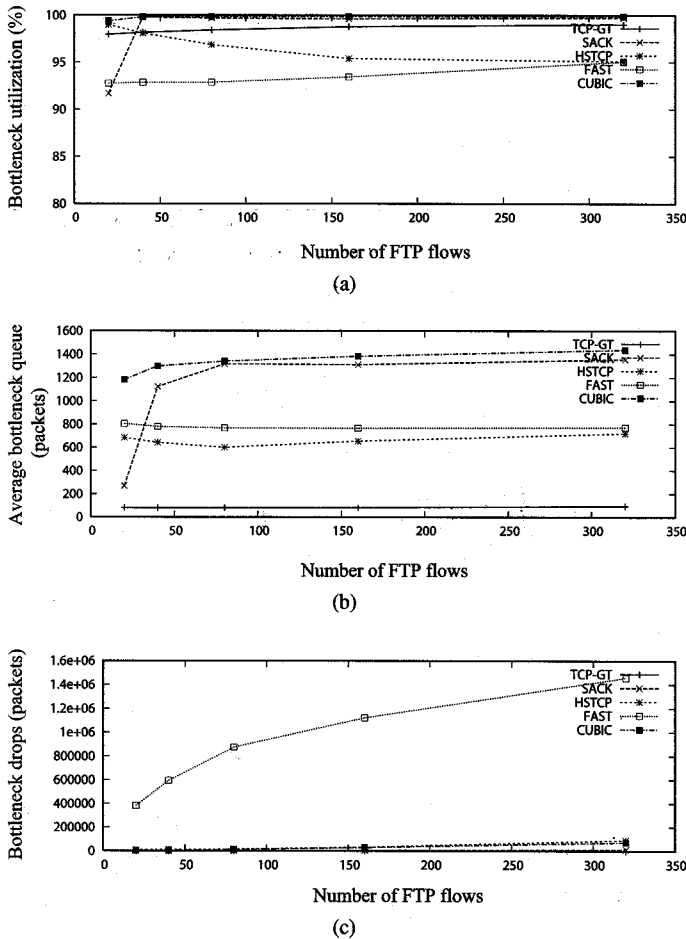 Bottleneck utilization (%)
100
95
90
85
80
0
50
100
150
200
250
300
350
TCP-GT
SACK
HSTCP
FAST
CUBIC
Number of FTP flows
(a)
Average bottleneck queue
(packets)
1600
1400
1200
1000
800
600
400
200
0
0
50
100
150
200
250
300
350
TCP-GT
SACK
HSTCP
FAST
CUBIC
Number of FTP flows
(b)
Bottleneck drops (packets)
1.6e+06
1.4e+06
1.2e+06
1e+06
800000
600000
400000
200000
0
0
50
100
150
200
250
300
350
TCP-GT
SACK
HSTCP
FAST
CUBIC
Number of FTP flows
(c)